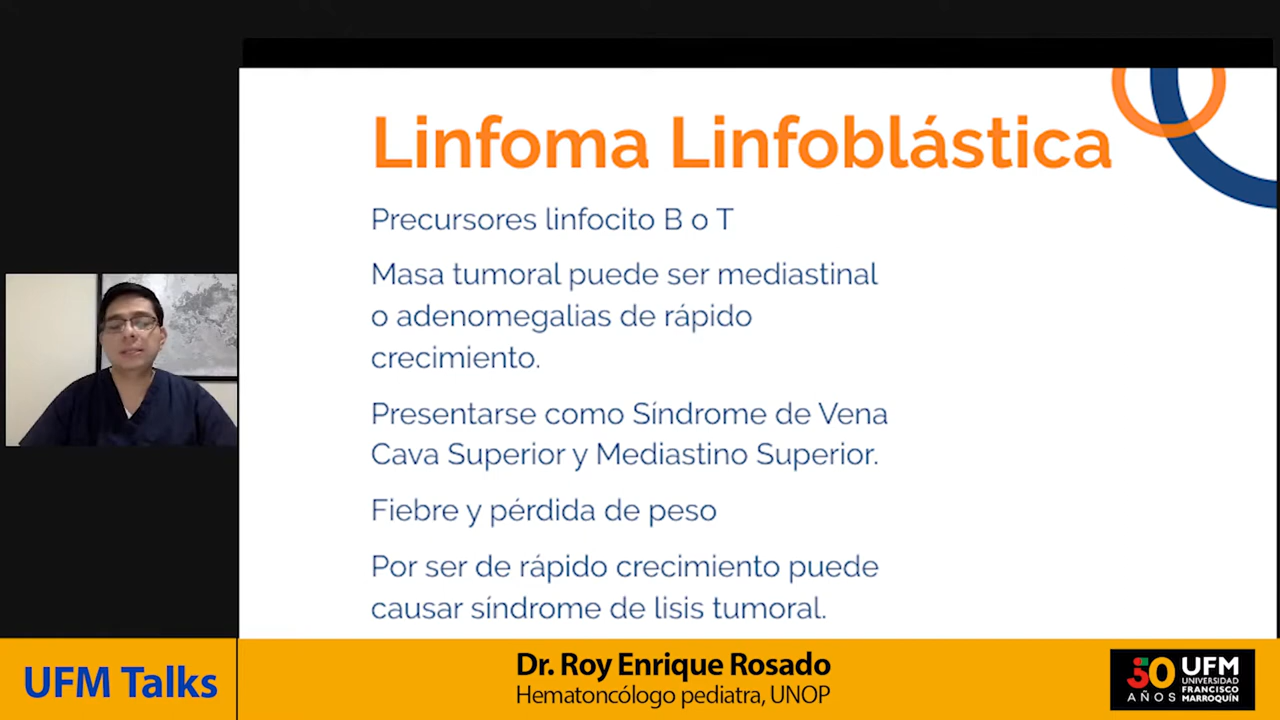 Linfoma Linfoblástica
Precursores linfocito B o T
Masa tumoral puede ser mediastinal
o adenomegalias de rápido
crecimiento.
Presentarse como Síndrome de Vena
Cava Superior y Mediastino Superior.
Fiebre y pérdida de peso
Por ser de rápido crecimiento puede
causar síndrome de lisis tumoral.
UFM Talks
Dr. Roy Enrique Rosado
Hematoncólogo pediatra, UNOP
50
AÑOS
UFM
UNIVERSIDAD
FRANCISCO
MARROQUÍN